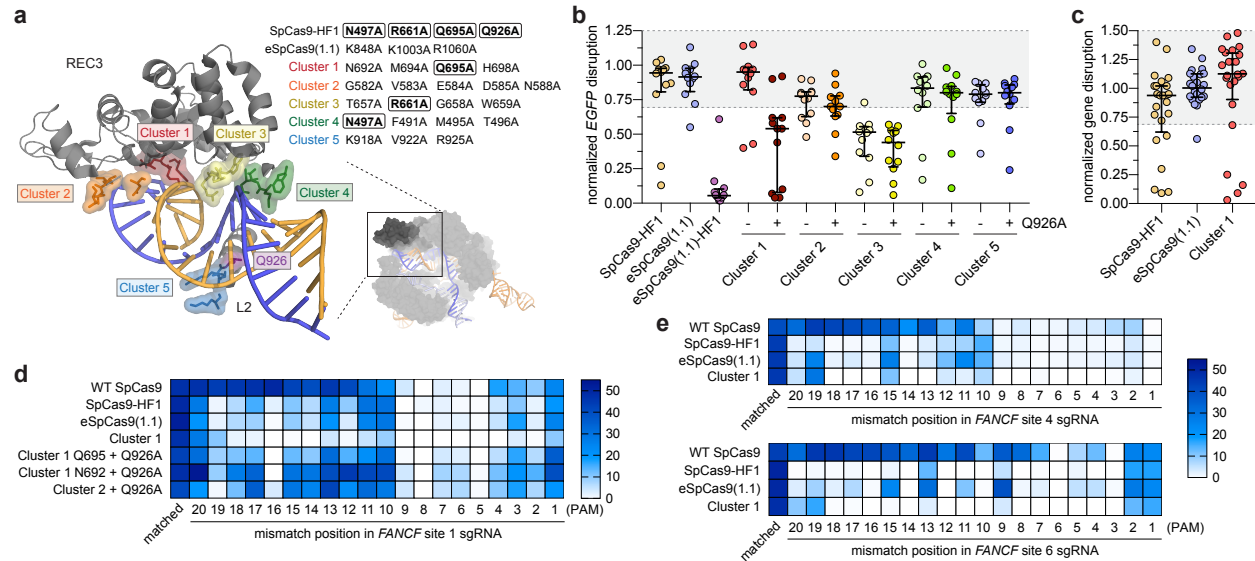 a
SpCas9-HF1 N497A R661A Q695A Q926A
eSpCas9(1.1) K848A K1003A R1060A
Cluster 1 N692A M694A Q695A H698A
Cluster 2 G582A V583A E584A D585A N588A
Cluster 3 T657A R661A G658A W659A
Cluster 4 N497A F491A M495A T496A
Cluster 5 K918A V922A R925A
REC3
Cluster 1
Cluster 3
Cluster 2
Cluster 4
Q926
Cluster 5
L2
b
normalized EGFP disruption
1.25
1.00
0.75
0.50
0.25
0.00
- + - + - + - + - + Q926A
SpCas9-HF1
eSpCas9(1.1)
eSpCas9(1.1)-HF1
Cluster 1
Cluster 2
Cluster 3
Cluster 4
Cluster 5
c
normalized gene disruption
1.50
1.25
1.00
0.75
0.50
0.25
0.00
SpCas9-HF1
eSpCas9(1.1)
Cluster 1
d
WT SpCas9
SpCas9-HF1
eSpCas9(1.1)
Cluster 1
Cluster 1 Q695 + Q926A
Cluster 1 N692 + Q926A
Cluster 2 + Q926A
50
40
30
20
10
0
matched 20 19 18 17 16 15 14 13 12 11 10 9 8 7 6 5 4 3 2 1 (PAM)
mismatch position in FANCF site 1 sgRNA
e
WT SpCas9
SpCas9-HF1
eSpCas9(1.1)
Cluster 1
matched 20 19 18 17 16 15 14 13 12 11 10 9 8 7 6 5 4 3 2 1
mismatch position in FANCF site 4 sgRNA
50
40
30
20
10
0
WT SpCas9
SpCas9-HF1
eSpCas9(1.1)
Cluster 1
matched 20 19 18 17 16 15 14 13 12 11 10 9 8 7 6 5 4 3 2 1 (PAM)
mismatch position in FANCF site 6 sgRNA